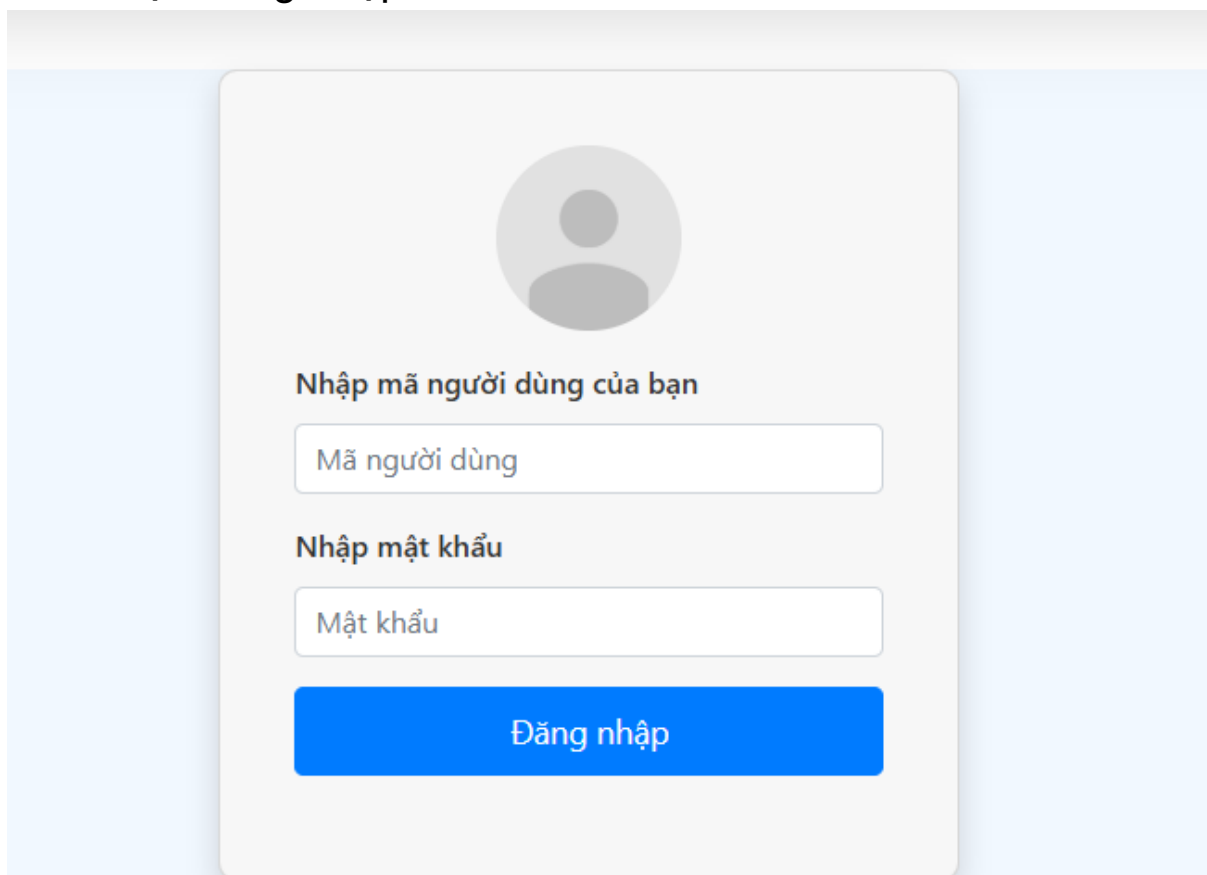 Nhập mã người dùng của bạn
Mã người dùng
Nhập mật khẩu
Mật khẩu
Đăng nhập